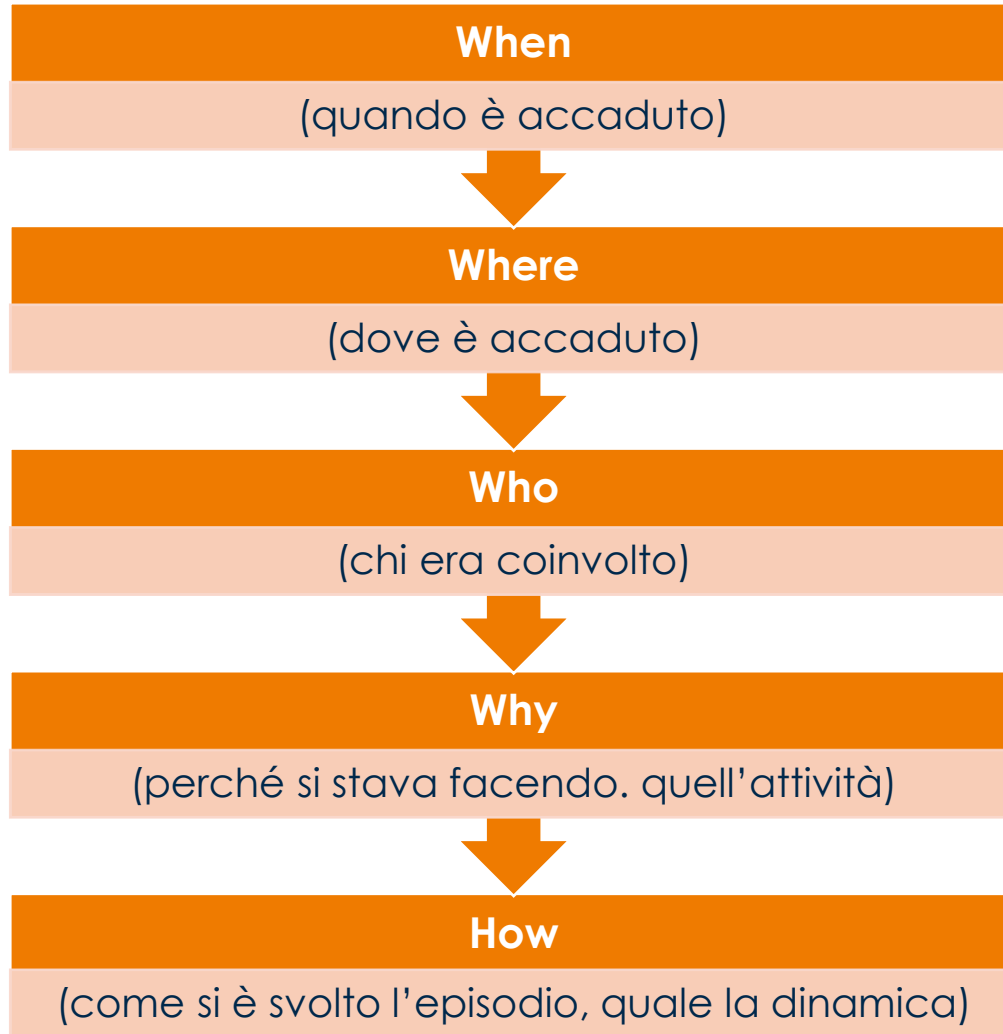 When
(quando è accaduto)
Where
(dove è accaduto)
Who
(chi era coinvolto)
Why
(perché si stava facendo. quell’attività)
How
(come si è svolto l’episodio, quale la dinamica)